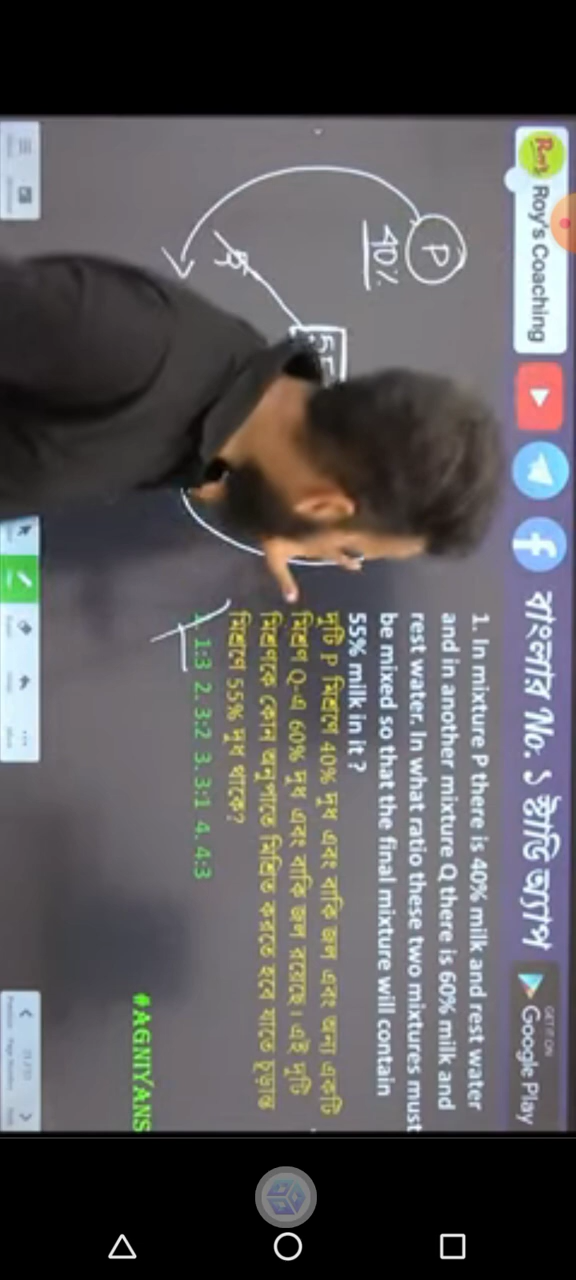 Roy's Coaching
বাংলার No. ১ স্টাডি অ্যাপ
GET IT ON
Google Play
1. In mixture P there is 40% milk and rest water
and in another mixture Q there is 60% milk and
rest water. In what ratio these two mixtures must
be mixed so that the final mixture will contain
55% milk in it ?
দুটি P মিশ্রণে 40% দুধ এবং বাকি জল এবং অন্য একটি
মিশ্রণ Q-এ 60% দুধ এবং বাকি জল রয়েছে। এই দুটি
মিশ্রণকে কোন অনুপাতে মিশ্রিত করতে হবে যাতে চূড়ান্ত
মিশ্রণে 55% দুধ থাকে?
1:3 2. 3:2 3. 3:1 4. 4:3
P
40%
55
#AGNIYANS